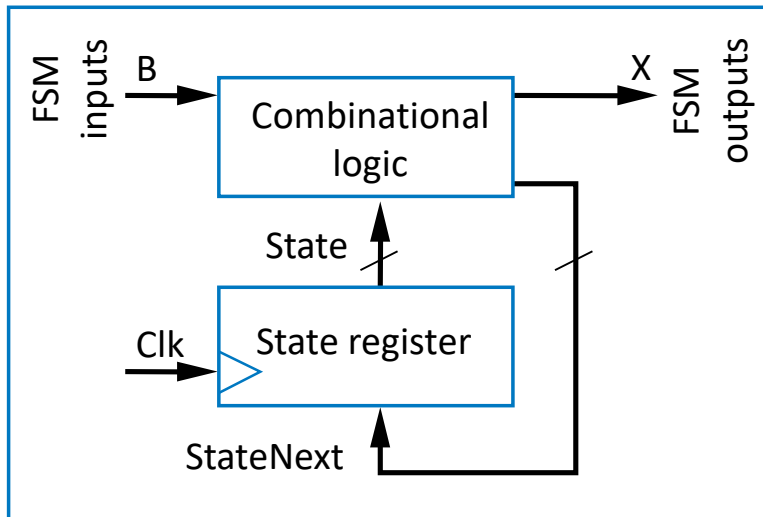 FSM
inputs
B
Combinational
logic
X
FSM
outputs
State
Clk
State register
StateNext